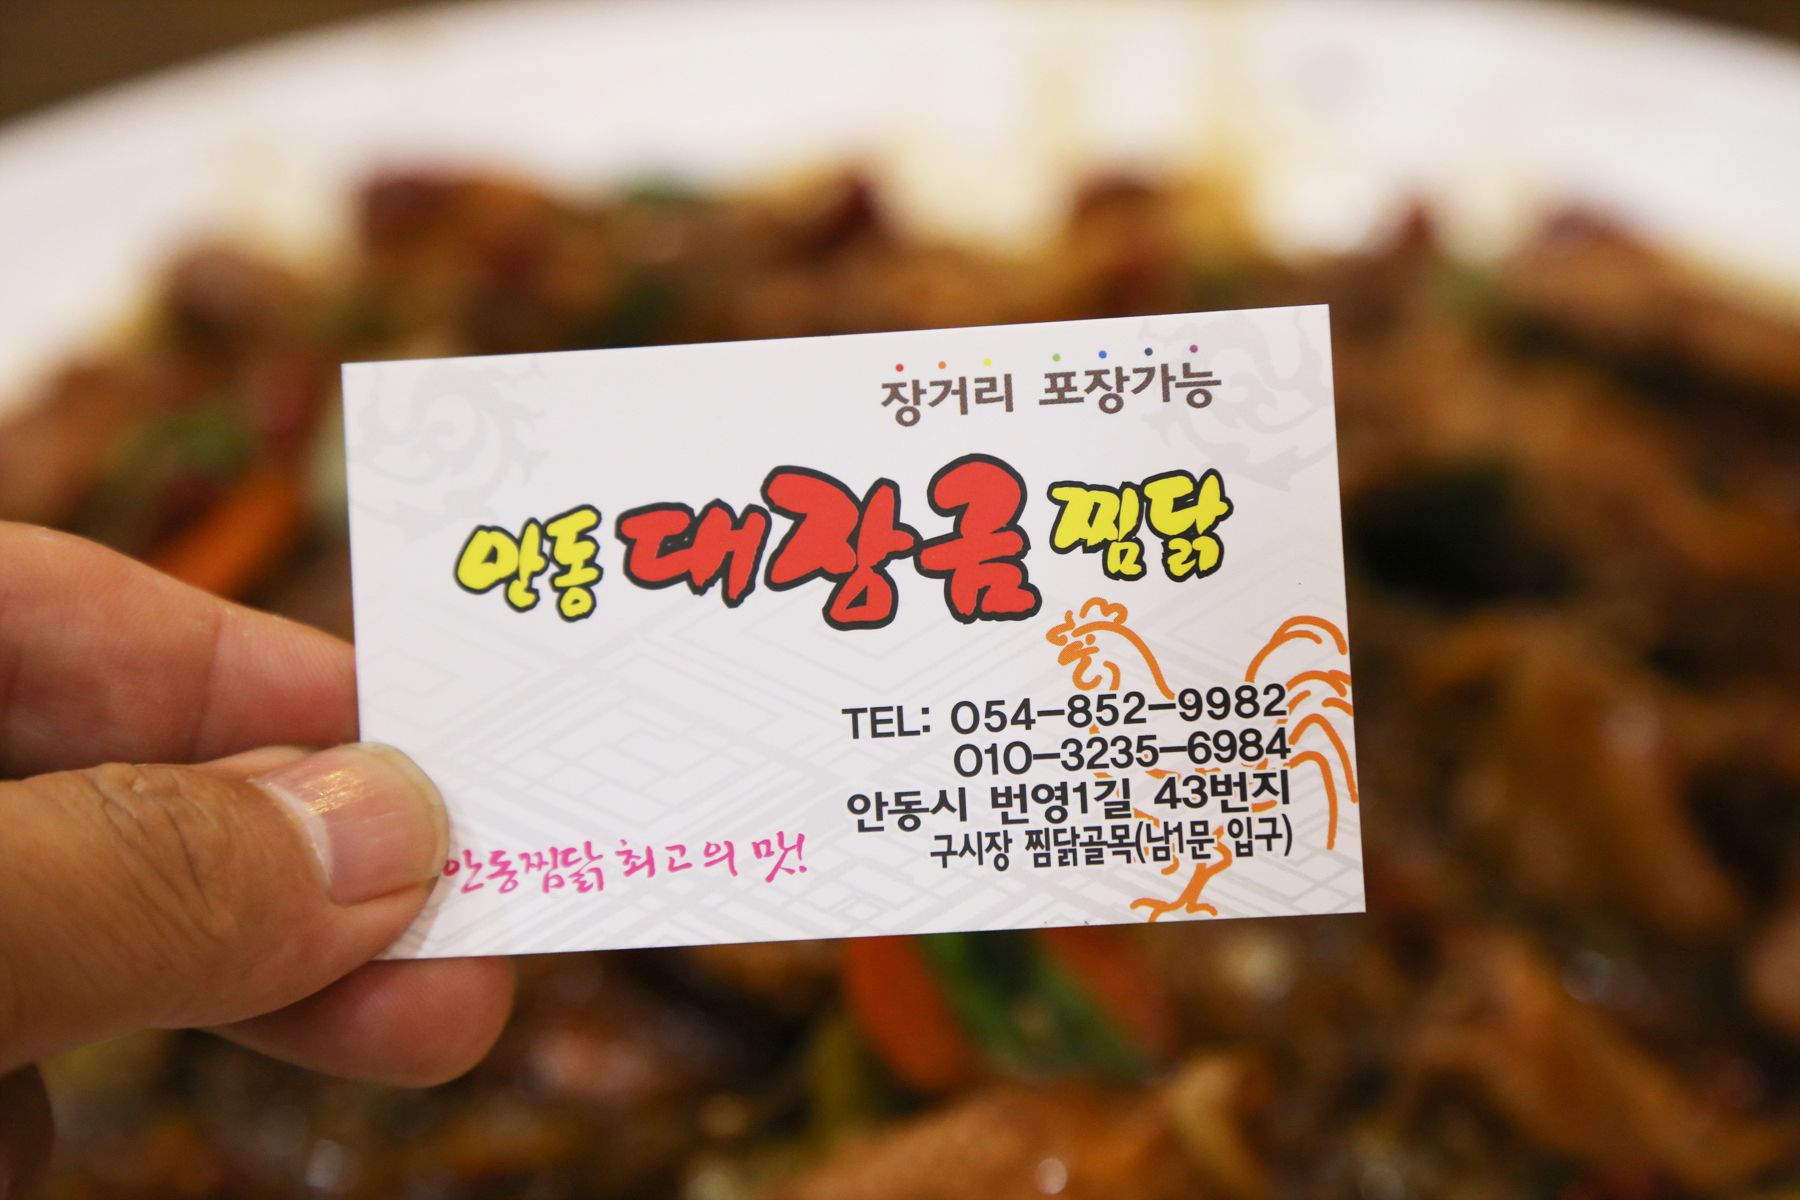 장거리 포장가능
안동 대장금 찜닭
TEL: 054-852-9982
010-3235-6984
안동시 번영1길 43번지
구시장 찜닭골목(남1문 입구)
안동찜닭 최고의 맛!